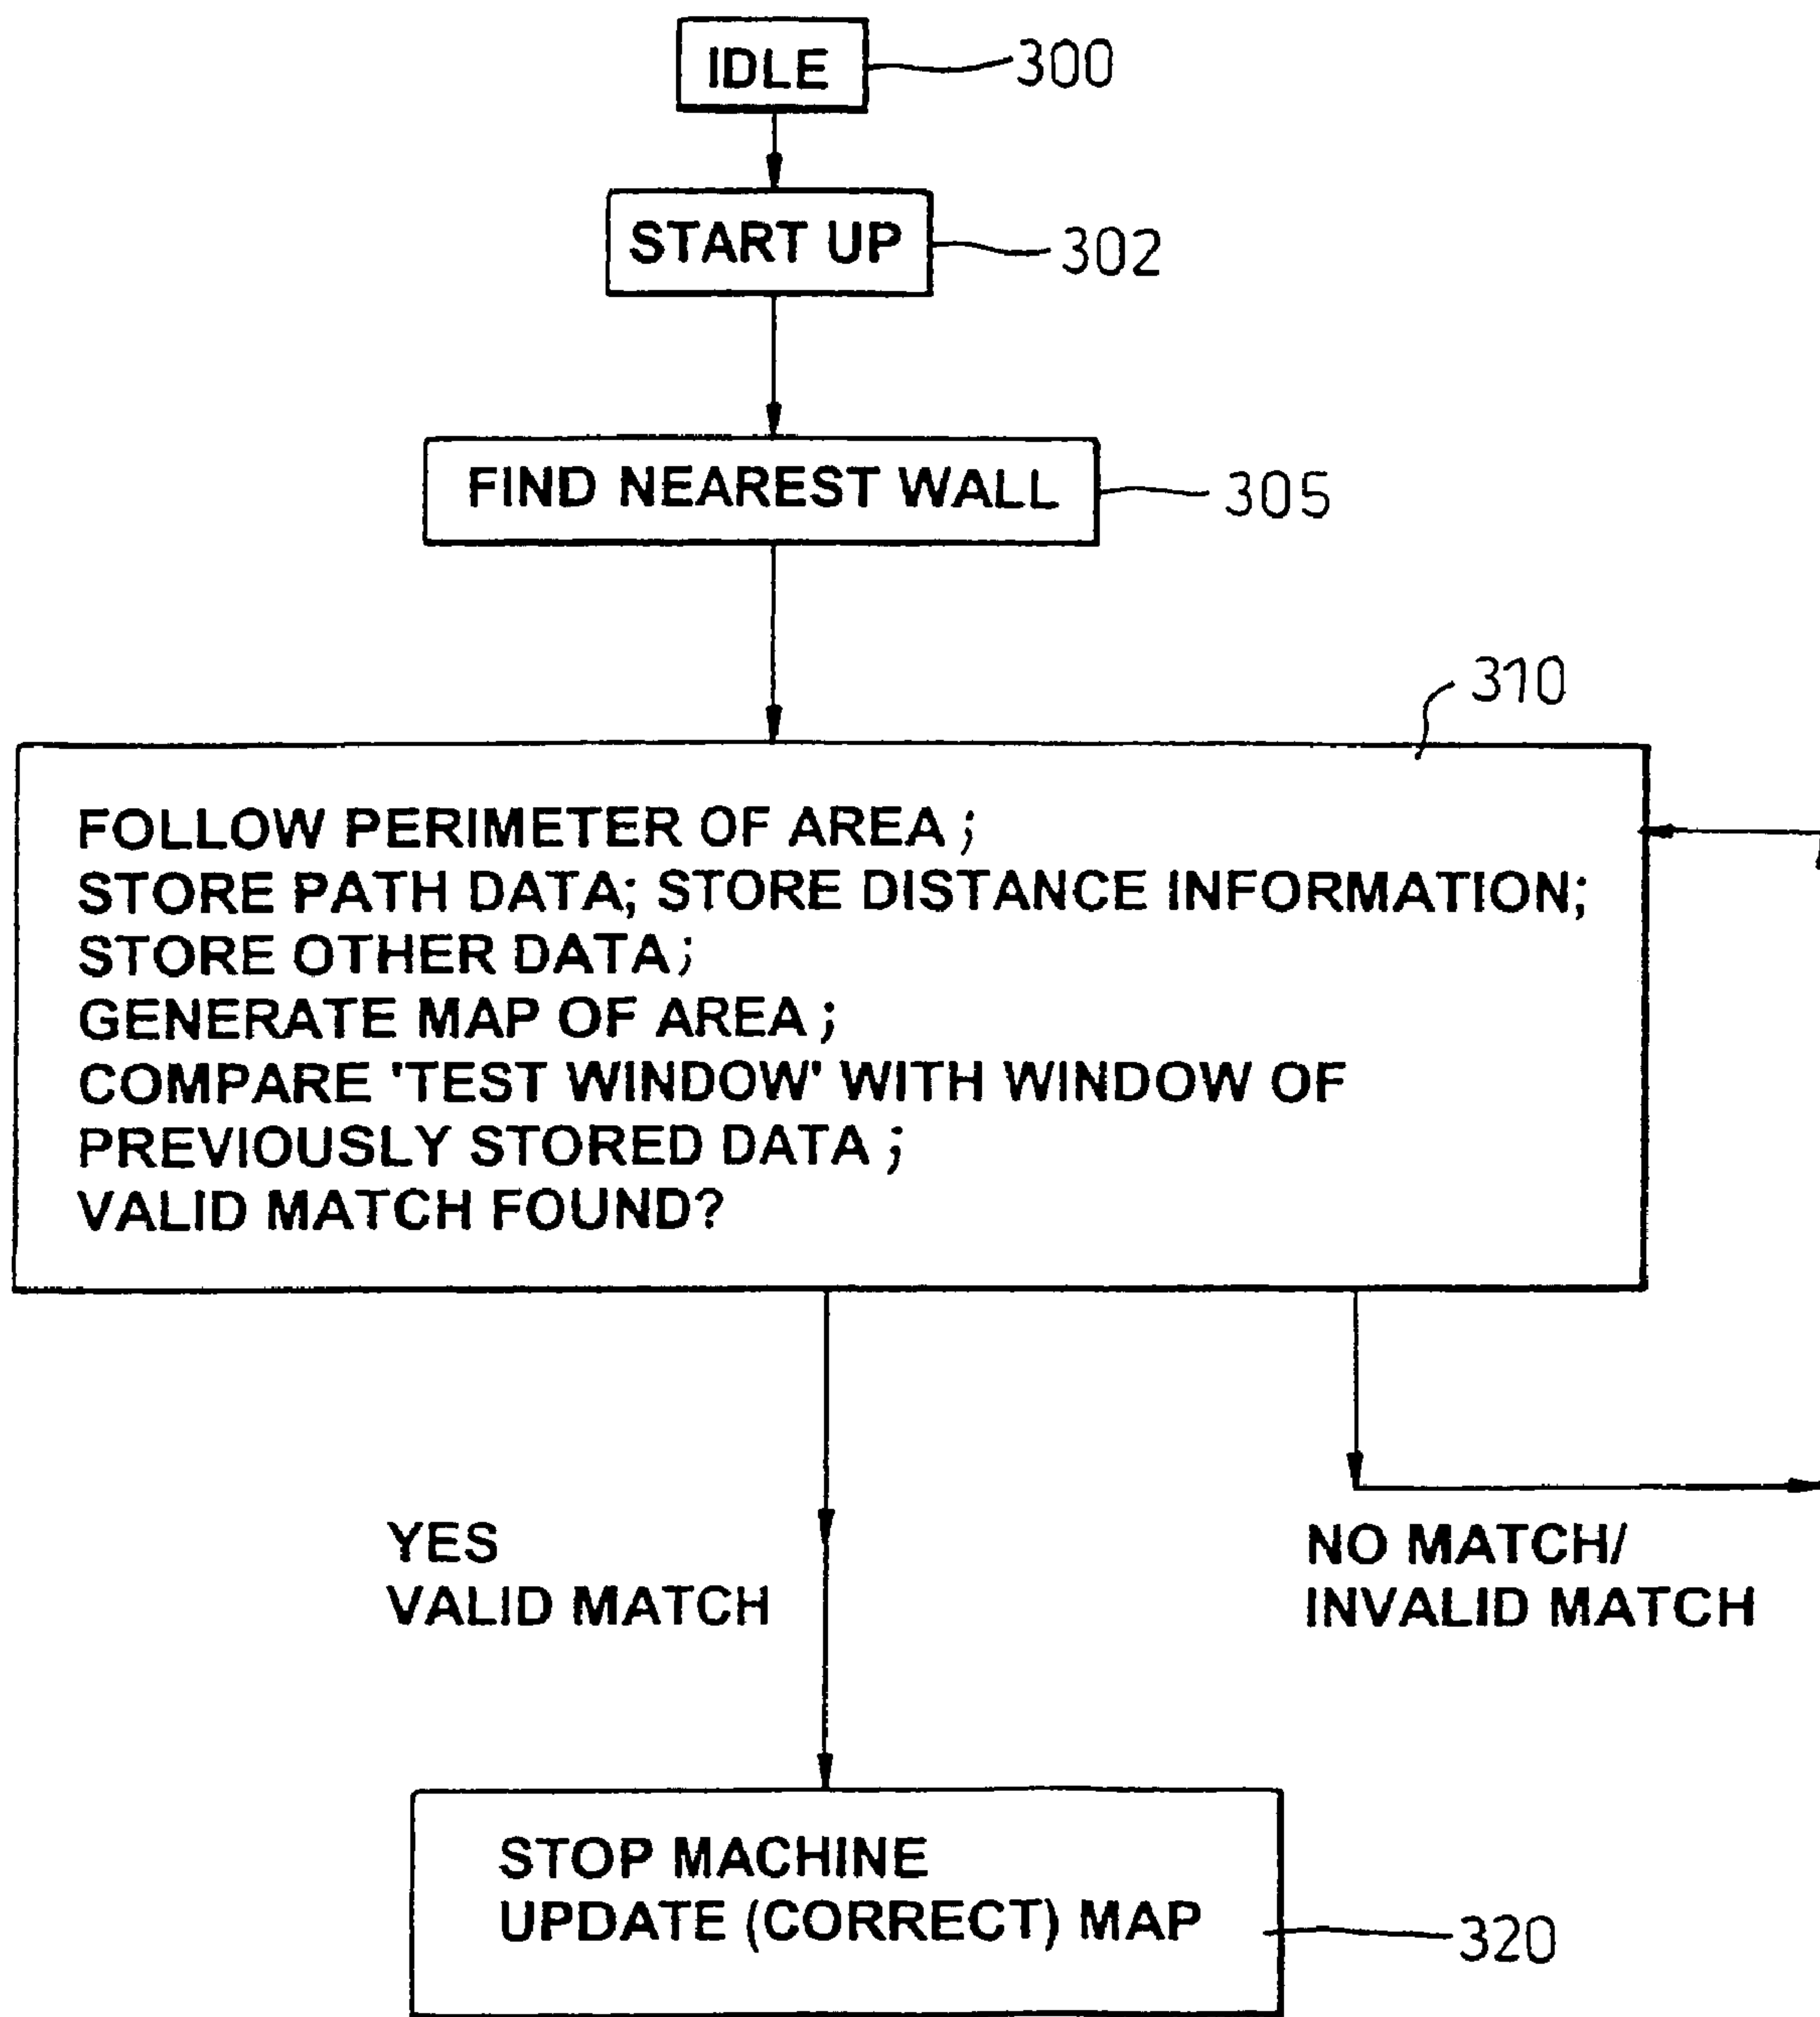 IDLE
300
START UP
302
FIND NEAREST WALL
305
310
FOLLOW PERIMETER OF AREA;
STORE PATH DATA; STORE DISTANCE INFORMATION;
STORE OTHER DATA;
GENERATE MAP OF AREA;
COMPARE 'TEST WINDOW' WITH WINDOW OF
PREVIOUSLY STORED DATA;
VALID MATCH FOUND?
YES
VALID MATCH
NO MATCH/
INVALID MATCH
STOP MACHINE
UPDATE (CORRECT) MAP
320